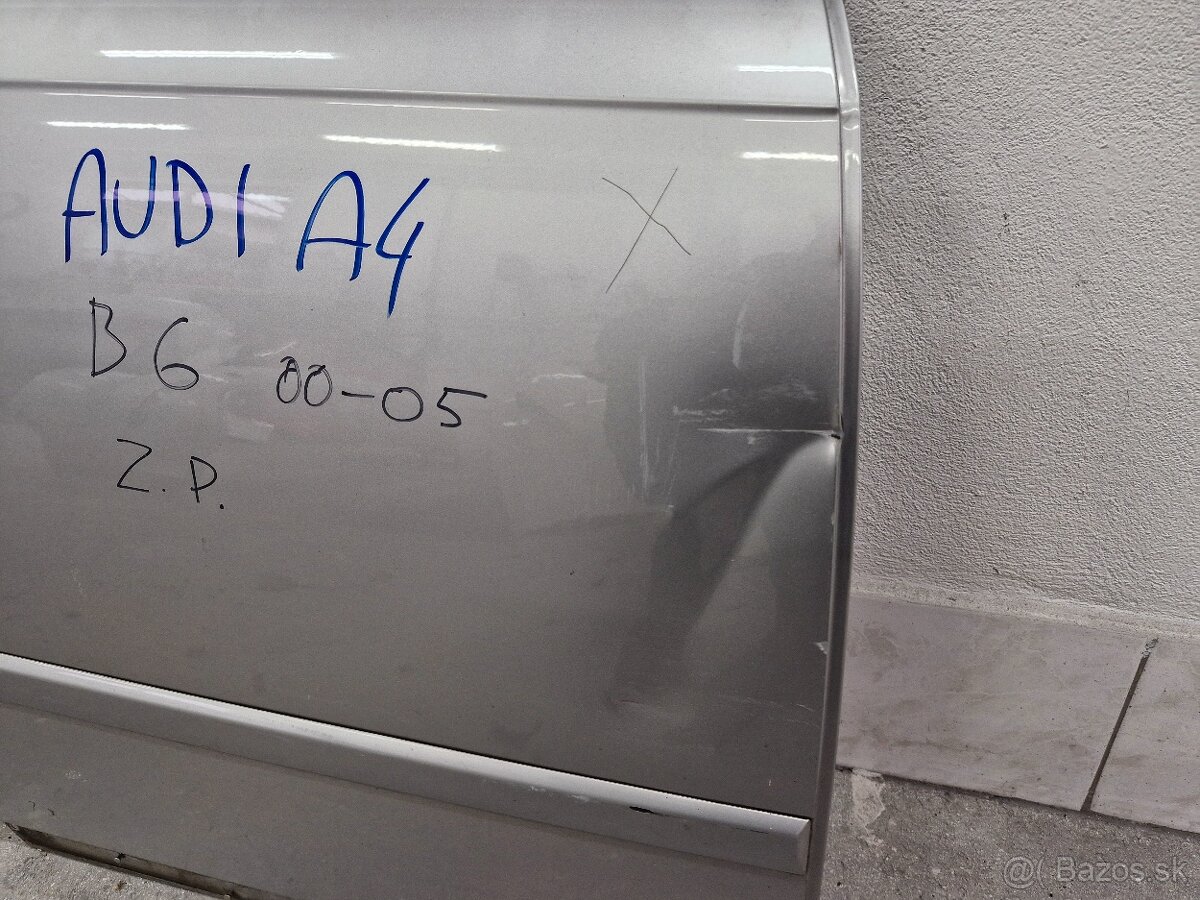 AUDI A4
X
B6 00-05
Z.P.
@( Bazos.sk